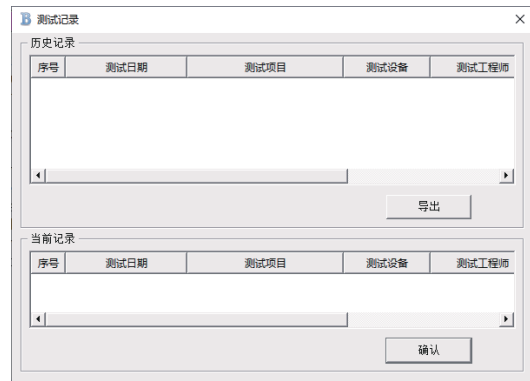 B 测试记录
历史记录
序号 测试日期 测试项目 测试设备 测试工程师
导出
当前记录
序号 测试日期 测试项目 测试设备 测试工程师
确认